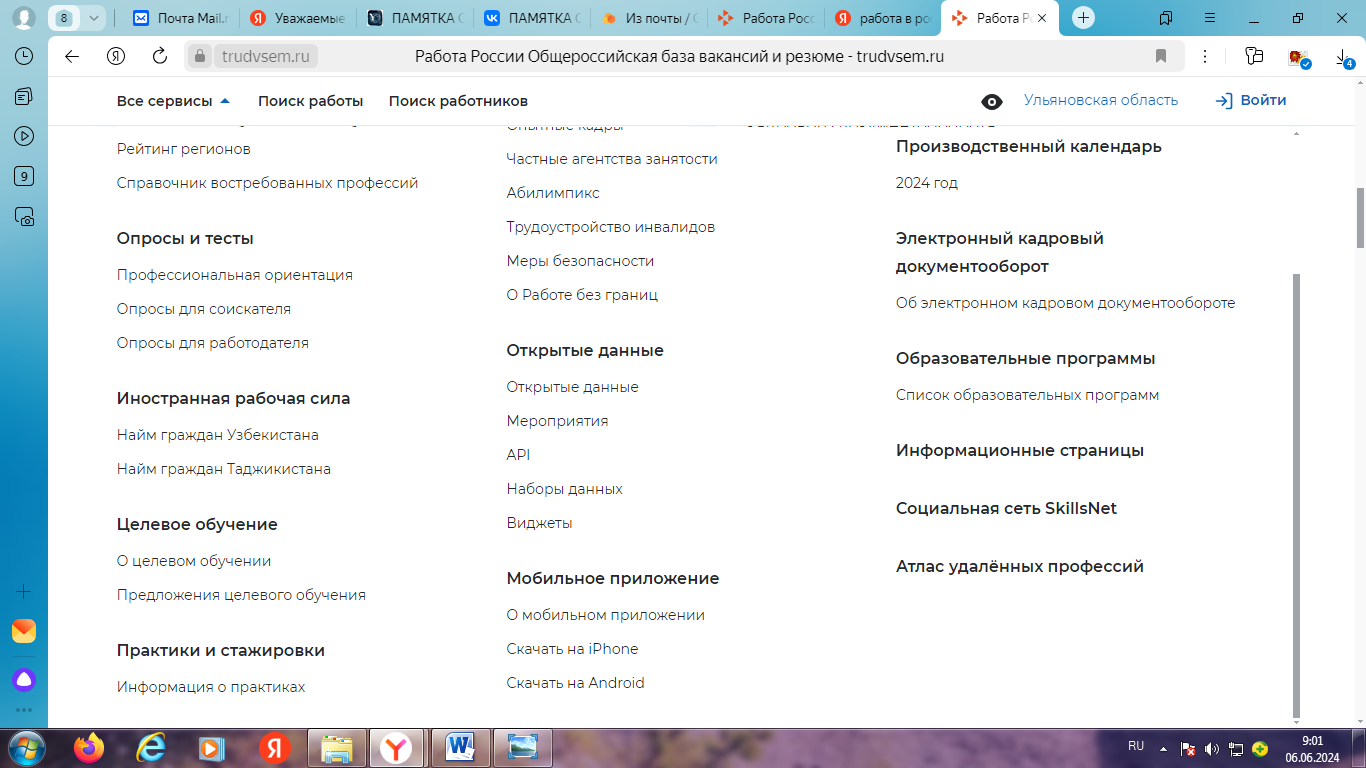 8
Почта Mail.r
Уважаемые
ПАМЯТКА С
ПАМЯТКА С
Из почты / С
Работа Росс
работа в рос
Работа Ро
trudvsem.ru
Работа России Общероссийская база вакансий и резюме - trudvsem.ru
4
9
Все сервисы
Поиск работы
Поиск работников
Ульяновская область
Войти
Рейтинг регионов
Справочник востребованных профессий
Опросы и тесты
Профессиональная ориентация
Опросы для соискателя
Опросы для работодателя
Иностранная рабочая сила
Найм граждан Узбекистана
Найм граждан Таджикистана
Целевое обучение
О целевом обучении
Предложения целевого обучения
Практики и стажировки
Информация о практиках
Опытные кадры
Частные агентства занятости
Абилимпикс
Трудоустройство инвалидов
Меры безопасности
О Работе без границ
Открытые данные
Открытые данные
Мероприятия
API
Наборы данных
Виджеты
Мобильное приложение
О мобильном приложении
Скачать на iPhone
Скачать на Android
Производственный календарь
2024 год
Электронный кадровый
документооборот
Об электронном кадровом документообороте
Образовательные программы
Список образовательных программ
Информационные страницы
Социальная сеть SkillsNet
Атлас удалённых профессий
RU
9:01
06.06.2024